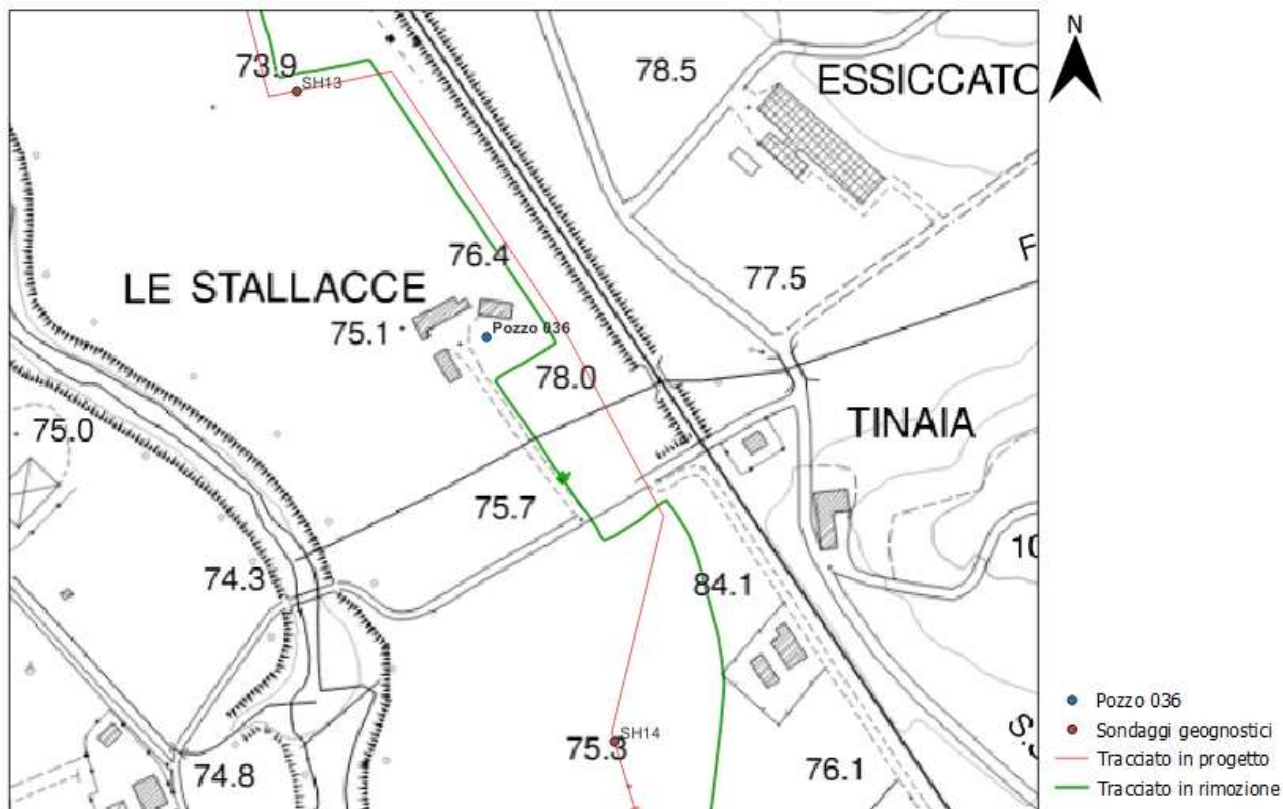 N
73.9
SH13
78.5
ESSICCATO
76.4
77.5
F
LE STALLACCE
75.1
Pozzo 036
78.0
75.0
TINAIA
75.7
10
74.3
84.1
75.3
SH14
76.1
74.8
S.
Pozzo 036
Sondaggi geognostici
Tracciato in progetto
Tracciato in rimozione